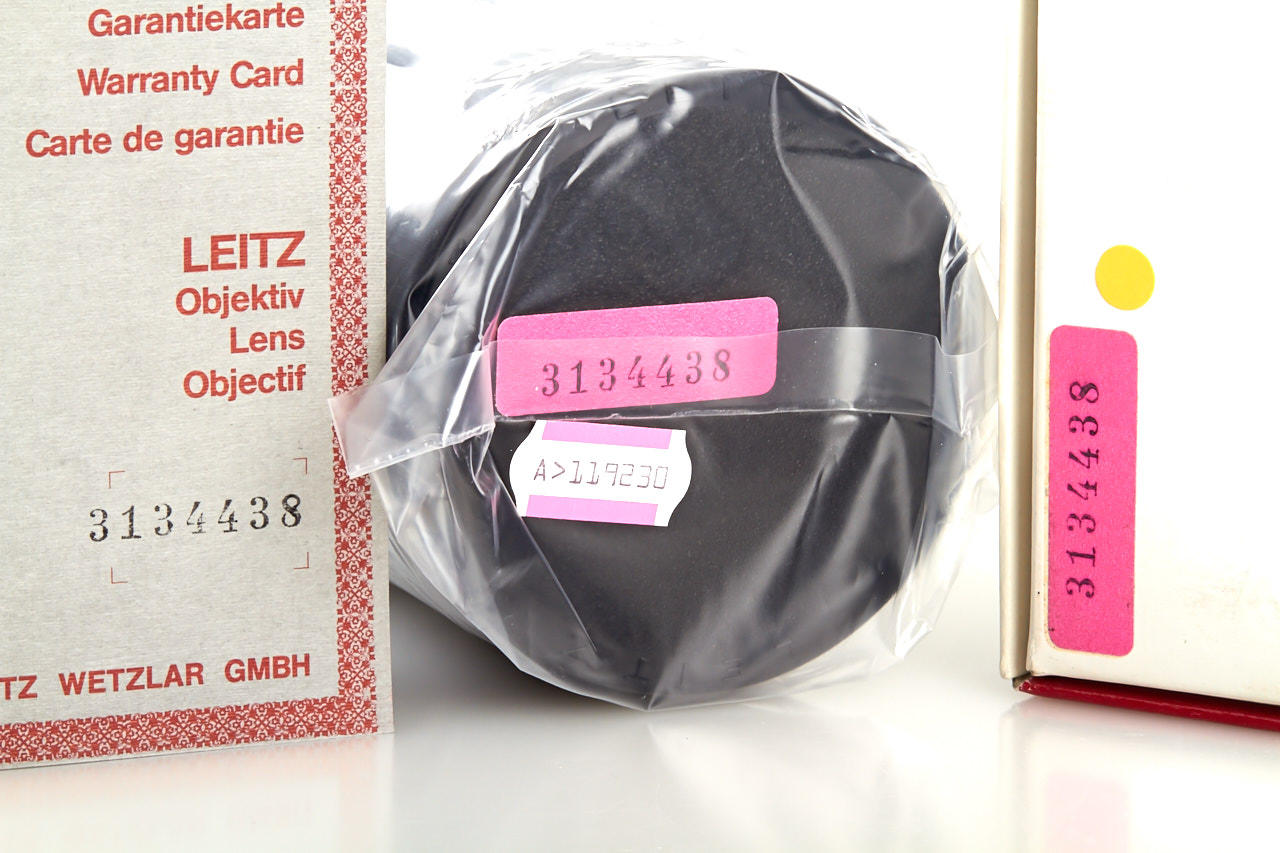 Garantiekarte
Warranty Card
Carte de garantie
LEITZ
Objektiv
Lens
Objectif
3134438
TZ WETZLAR GMBH
3134438
A>119230
3134438